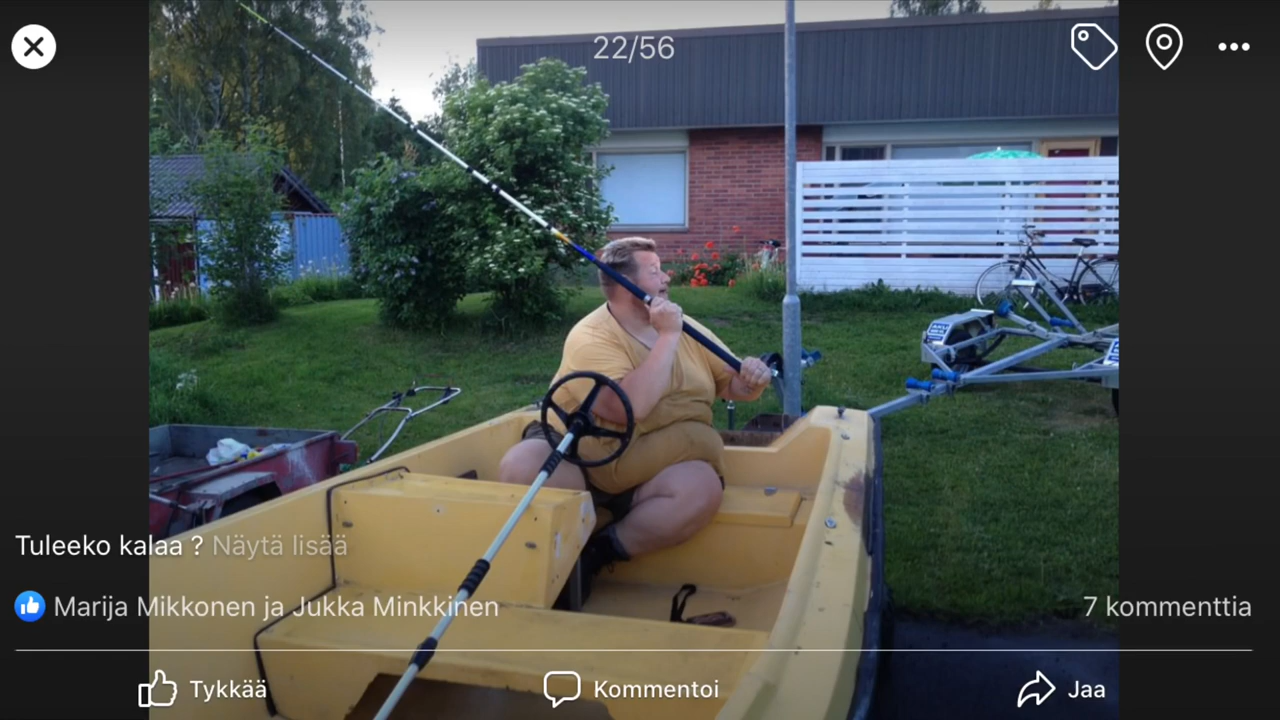 22/56
Tuleeko kalaa ? Näytä lisää
Marija Mikkonen ja Jukka Minkkinen
7 kommenttia
Tykkää
Kommentoi
Jaa